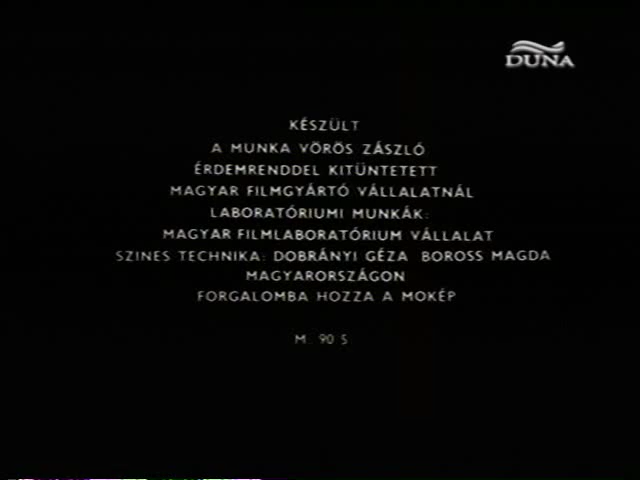 DUNA
KÉSZÜLT
A MUNKA VÖRÖS ZÁSZLÓ
ÉRDEMRENDDEL KITÜNTETETT
MAGYAR FILMGYÁRTÓ VÁLLALATNÁL
LABORATÓRIUMI MUNKÁK:
MAGYAR FILMLABORATÓRIUM VÁLLALAT
SZINES TECHNIKA: DOBRÁNYI GÉZA BOROSS MAGDA
MAGYARORSZÁGON
FORGALOMBA HOZZA A MOKÉP
M. 90 S